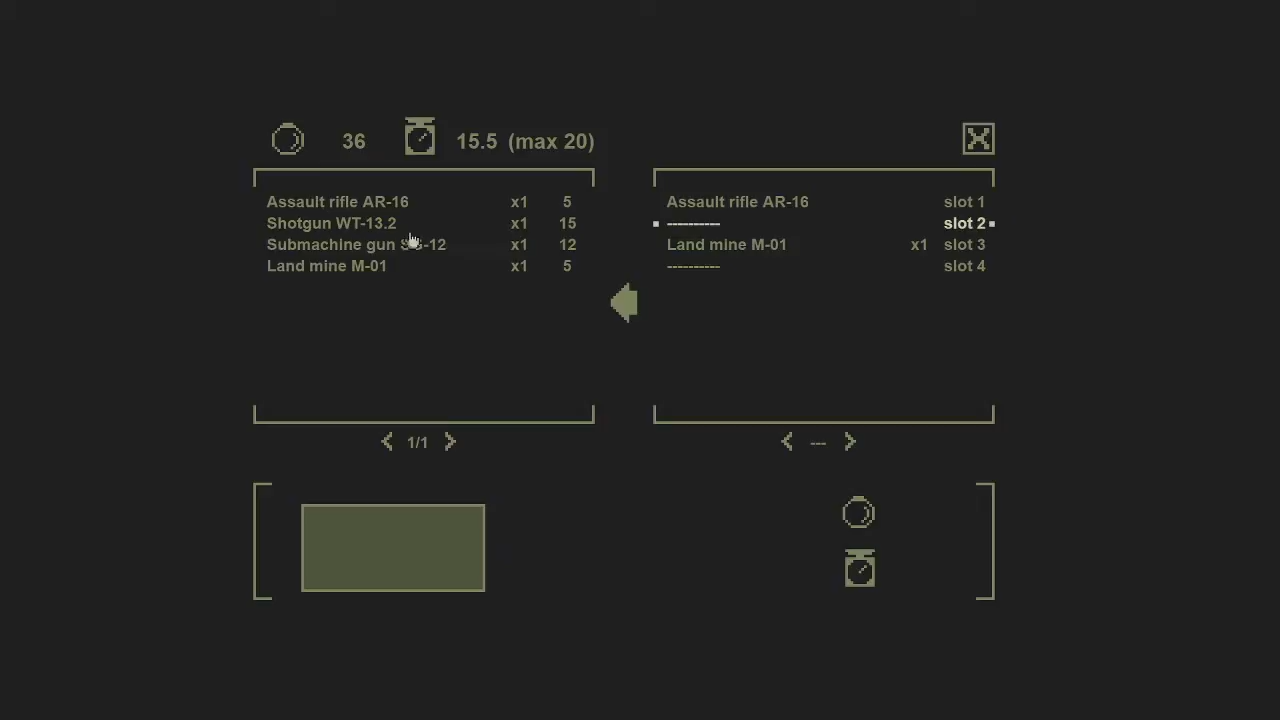 36 15.5 (max 20)
Assault rifle AR-16 x1 5
Shotgun WT-13.2 x1 15
Submachine gun -12 x1 12
Land mine M-01 x1 5
1/1
Assault rifle AR-16 slot 1
---------- slot 2
Land mine M-01 x1 slot 3
---------- slot 4
---